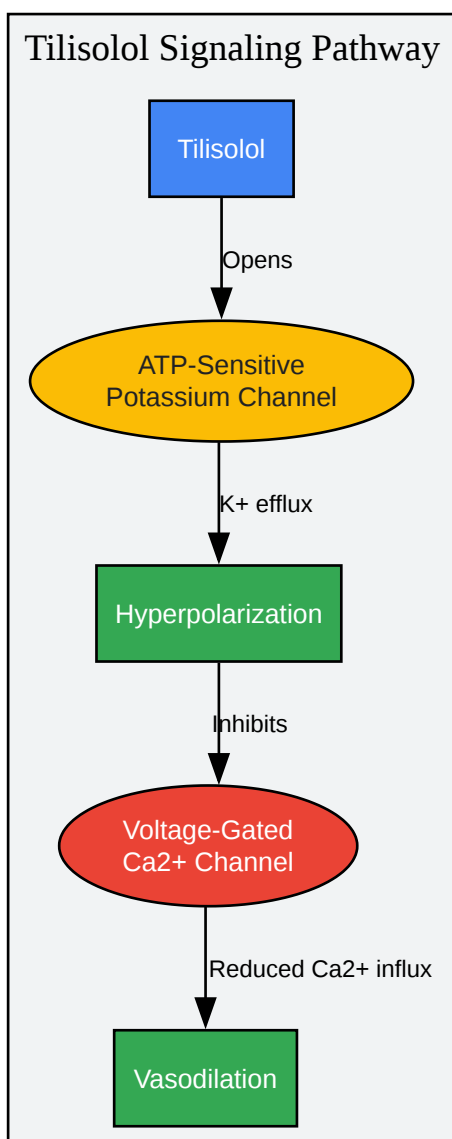 Tilisolol Signaling Pathway
Tilisolol
Opens
ATP-Sensitive
Potassium Channel
K+ efflux
Hyperpolarization
Inhibits
Voltage-Gated
Ca2+ Channel
Reduced Ca2+ influx
Vasodilation